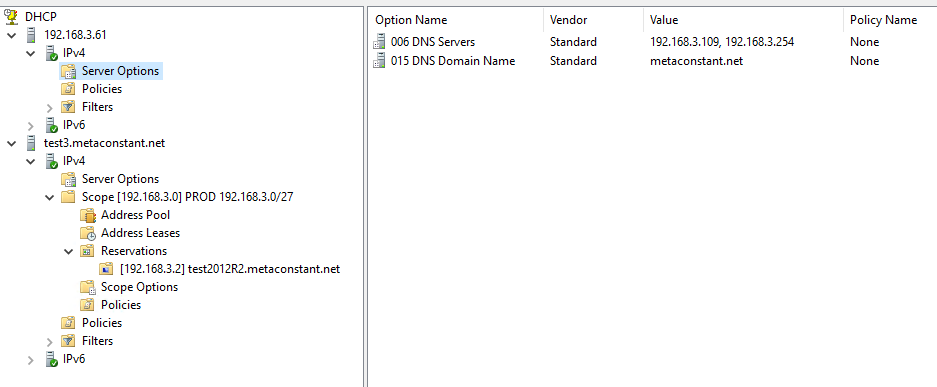 DHCP
192.168.3.61
IPv4
Server Options
Policies
Filters
IPv6
test3.metaconstant.net
IPv4
Server Options
Scope [192.168.3.0] PROD 192.168.3.0/27
Address Pool
Address Leases
Reservations
[192.168.3.2] test2012R2.metaconstant.net
Scope Options
Policies
Policies
Filters
IPv6
Option Name Vendor Value Policy Name
006 DNS Servers Standard 192.168.3.109, 192.168.3.254 None
015 DNS Domain Name Standard metaconstant.net None